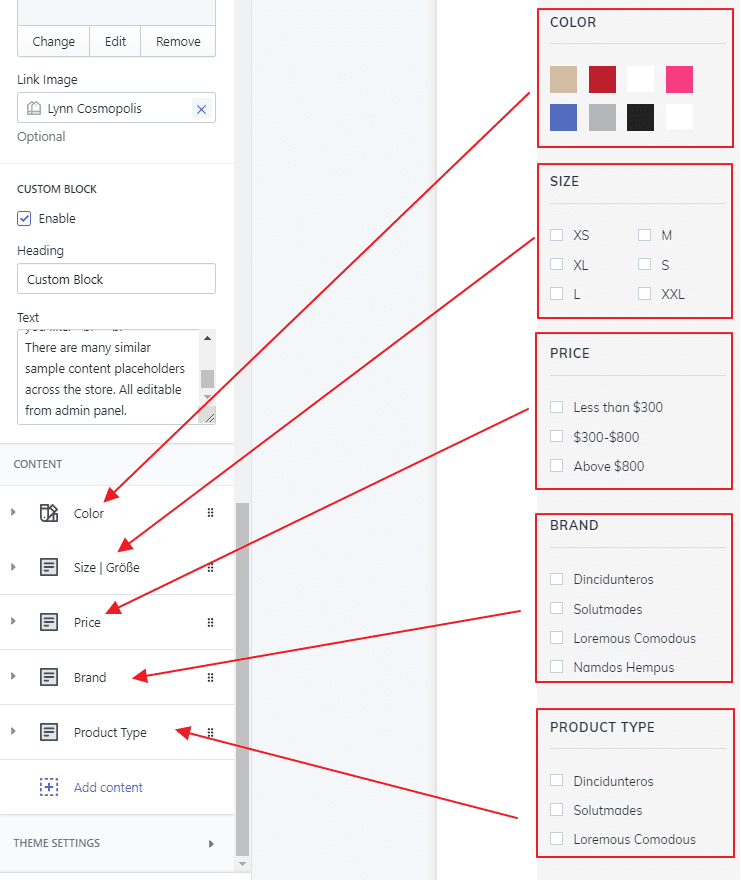 Change Edit Remove
Link Image
Lynn Cosmopolis
Optional
CUSTOM BLOCK
Enable
Heading
Custom Block
Text
There are many similar
sample content placeholders
across the store. All editable
from admin panel.
CONTENT
Color
Size | Größe
Price
Brand
Product Type
Add content
THEME SETTINGS
COLOR
SIZE
XS M
XL S
L XXL
PRICE
Less than $300
$300-$800
Above $800
BRAND
Dincidunteros
Solutmades
Loremous Comodous
Namdos Hempus
PRODUCT TYPE
Dincidunteros
Solutmades
Loremous Comodous